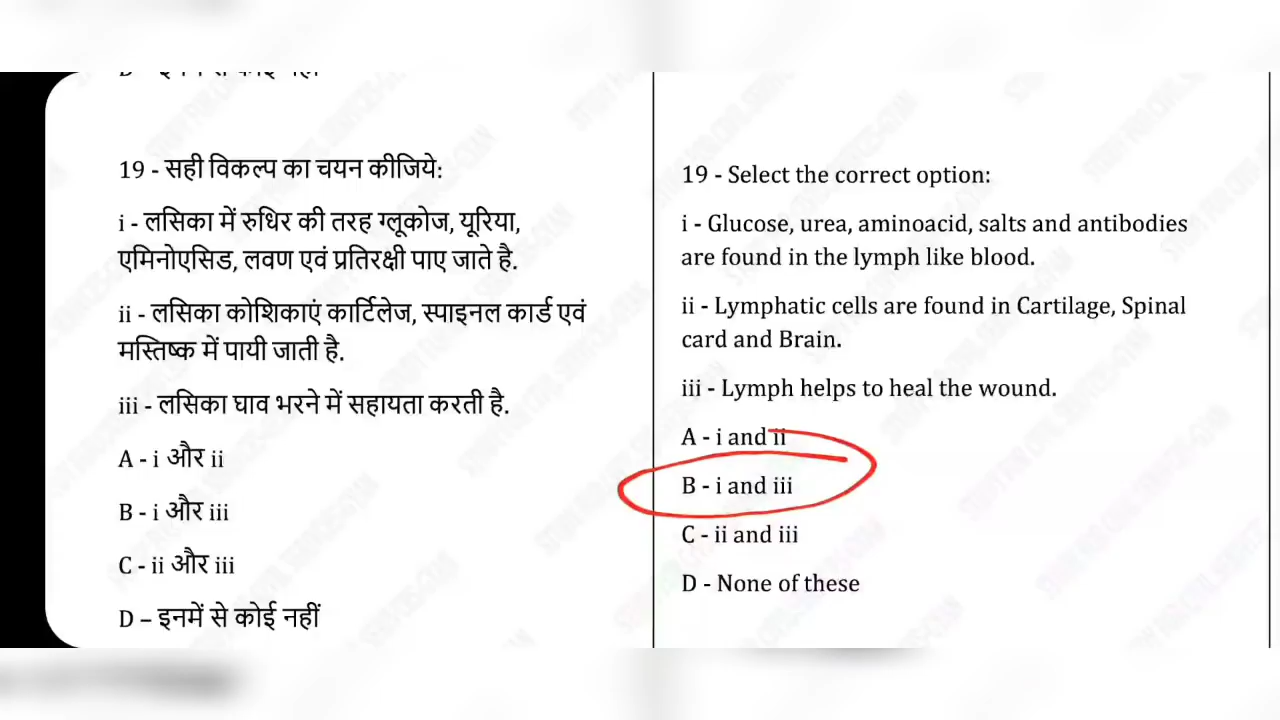 19 - सही विकल्प का चयन कीजिये:
i - लसिका में रुधिर की तरह ग्लूकोज, यूरिया,
एमिनोएसिड, लवण एवं प्रतिरक्षी पाए जाते है.
ii - लसिका कोशिकाएं कार्टिलेज, स्पाइनल कार्ड एवं
मस्तिष्क में पायी जाती है.
iii - लसिका घाव भरने में सहायता करती है.
A - i और ii
B - i और iii
C - ii और iii
D – इनमें से कोई नहीं
19 - Select the correct option:
i - Glucose, urea, aminoacid, salts and antibodies
are found in the lymph like blood.
ii - Lymphatic cells are found in Cartilage, Spinal
card and Brain.
iii - Lymph helps to heal the wound.
A - i and ii
B - i and iii
C - ii and iii
D - None of these